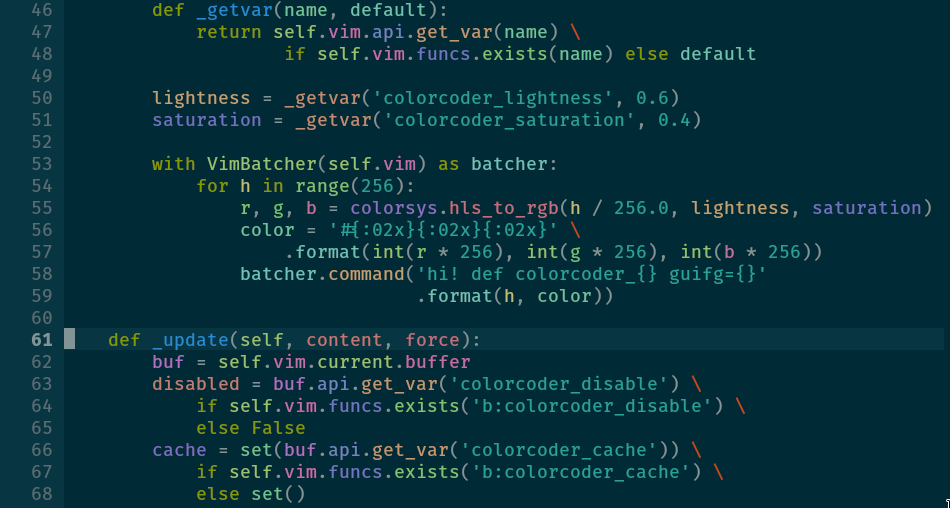 46         def _getvar(name, default):
47             return self.vim.api.get_var(name) \
48                     if self.vim.funcs.exists(name) else default
49
50         lightness = _getvar('colorcoder_lightness', 0.6)
51         saturation = _getvar('colorcoder_saturation', 0.4)
52
53         with VimBatcher(self.vim) as batcher:
54             for h in range(256):
55                 r, g, b = colorsys.hls_to_rgb(h / 256.0, lightness, saturation)
56                 color = '#{:02x}{:02x}{:02x}' \
57                     .format(int(r * 256), int(g * 256), int(b * 256))
58                 batcher.command('hi! def colorcoder_{} guifg={}'
59                                 .format(h, color))
60
61     def _update(self, content, force):
62         buf = self.vim.current.buffer
63         disabled = buf.api.get_var('colorcoder_disable') \
64             if self.vim.funcs.exists('b:colorcoder_disable') \
65             else False
66         cache = set(buf.api.get_var('colorcoder_cache')) \
67             if self.vim.funcs.exists('b:colorcoder_cache') \
68             else set()